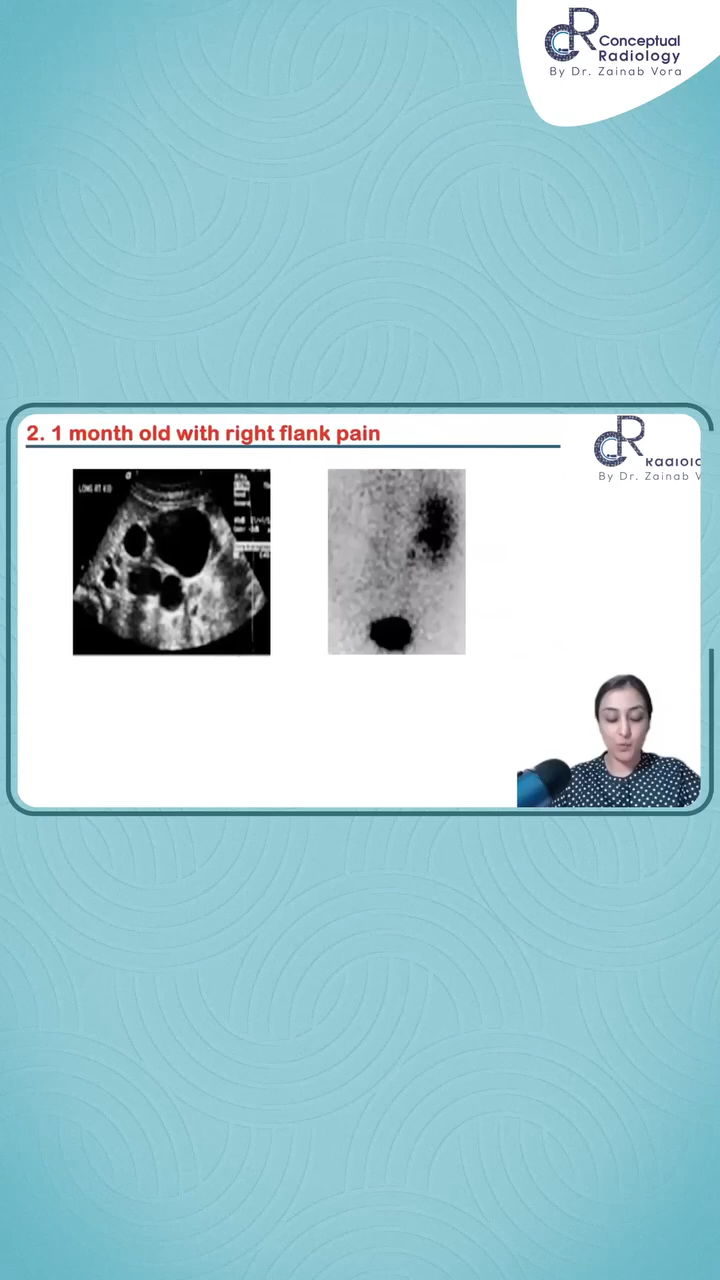 Conceptual
Radiology
By Dr. Zainab Vora
2. 1 month old with right flank pain
By Dr. Zainab V
LONG RT KID